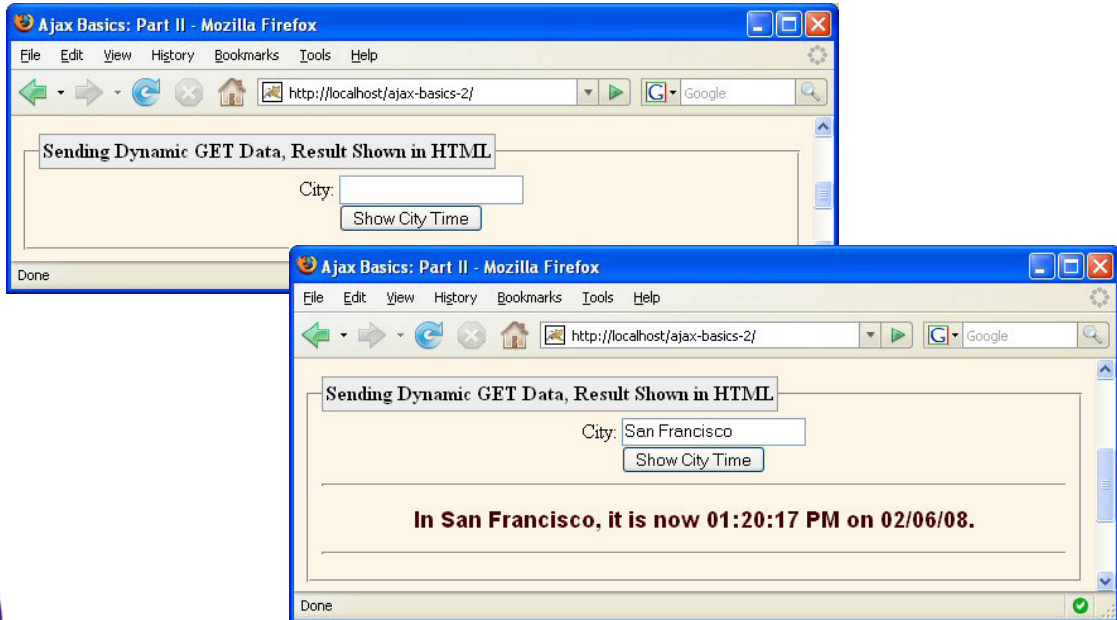 Ajax Basics: Part II - Mozilla Firefox
File Edit View History Bookmarks Tools Help
http://localhost/ajax-basics-2/ G Google
Sending Dynamic GET Data, Result Shown in HTML
City:
Show City Time
Done
Ajax Basics: Part II - Mozilla Firefox
File Edit View History Bookmarks Tools Help
http://localhost/ajax-basics-2/ G Google
Sending Dynamic GET Data, Result Shown in HTML
City: San Francisco
Show City Time
In San Francisco, it is now 01:20:17 PM on 02/06/08.
Done